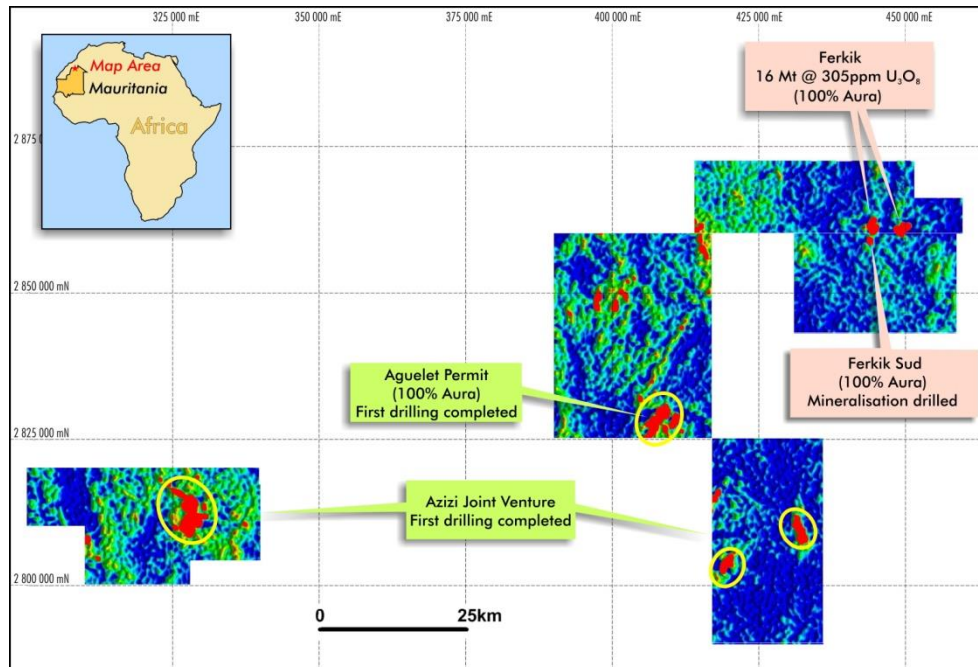 325 000 mE
350 000 mE
375 000 mE
400 000 mE
425 000 mE
450 000 mE
Map Area
Mauritania
Africa
2 875
Ferkik
16 Mt @ 305ppm U₃O₈
(100% Aura)
2 850 000 mN
Aguelet Permit
(100% Aura)
First drilling completed
Ferkik Sud
(100% Aura)
Mineralisation drilled
2 825 000 mN
Azizi Joint Venture
First drilling completed
2 800 000 mN
0
25km